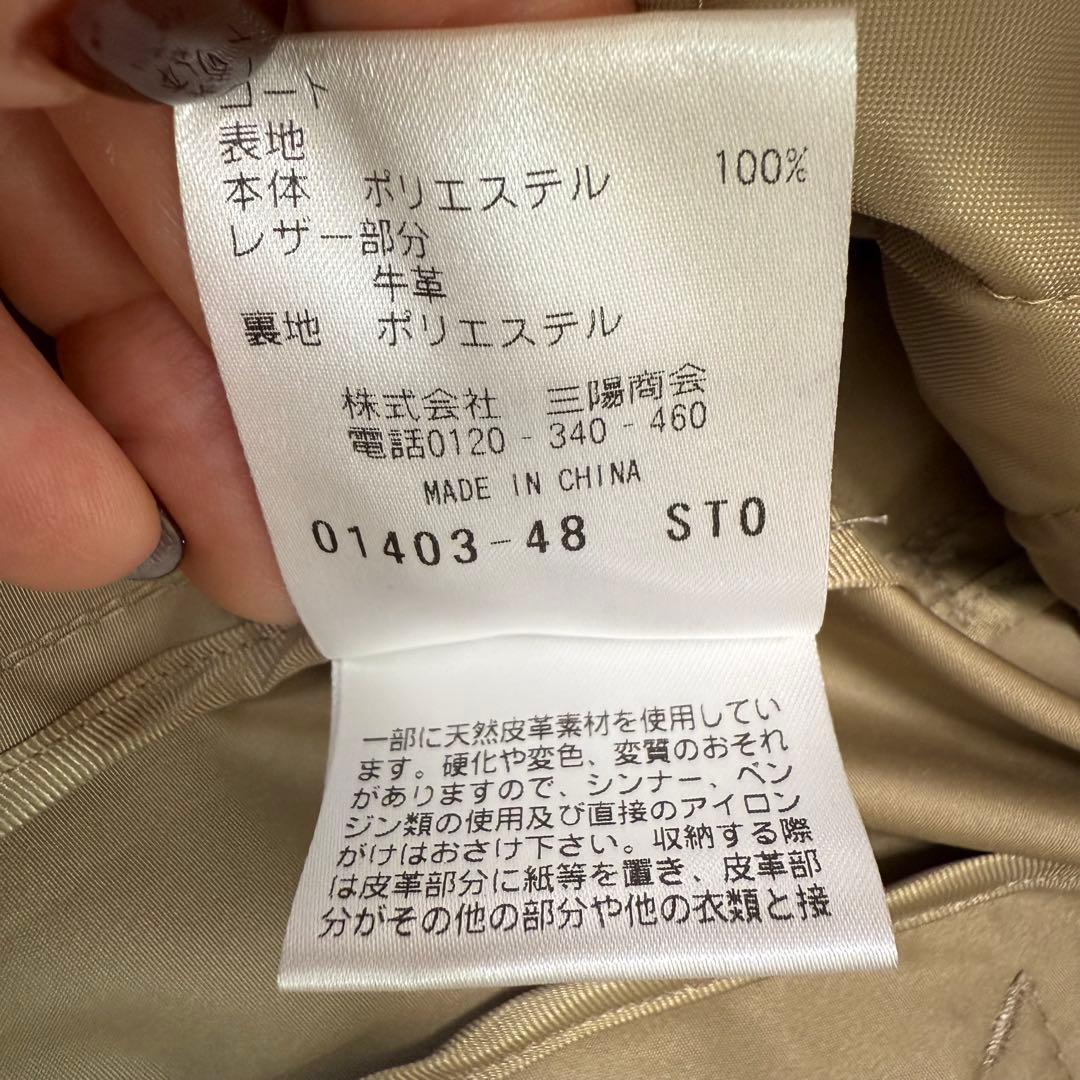 コート
表地
本体 ポリエステル 100%
レザー部分
牛革
裏地 ポリエステル
株式会社 三陽商会
電話0120-340-460
MADE IN CHINA
01403-48 STO
一部に天然皮革素材を使用してい
ます。硬化や変色、変質のおそれ
がありますので、シンナー、ベン
ジン類の使用及び直接のアイロン
がけはおさけ下さい。収納する際
は皮革部分に紙等を置き、皮革部
分がその他の部分や他の衣類と接